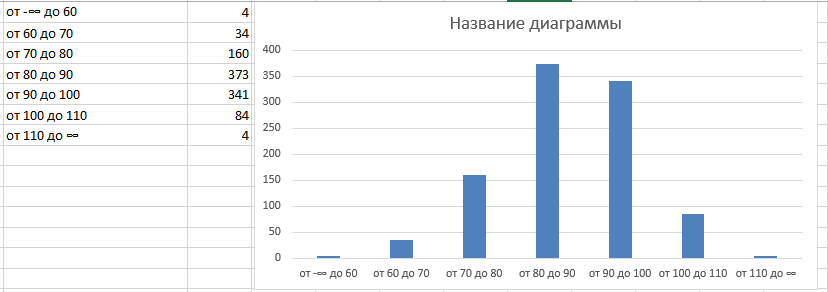 от -∞ до 60 4
от 60 до 70 34
от 70 до 80 160
от 80 до 90 373
от 90 до 100 341
от 100 до 110 84
от 110 до ∞ 4
Название диаграммы
400
350
300
250
200
150
100
50
0
от -∞ до 60 от 60 до 70 от 70 до 80 от 80 до 90 от 90 до 100 от 100 до 110 от 110 до ∞